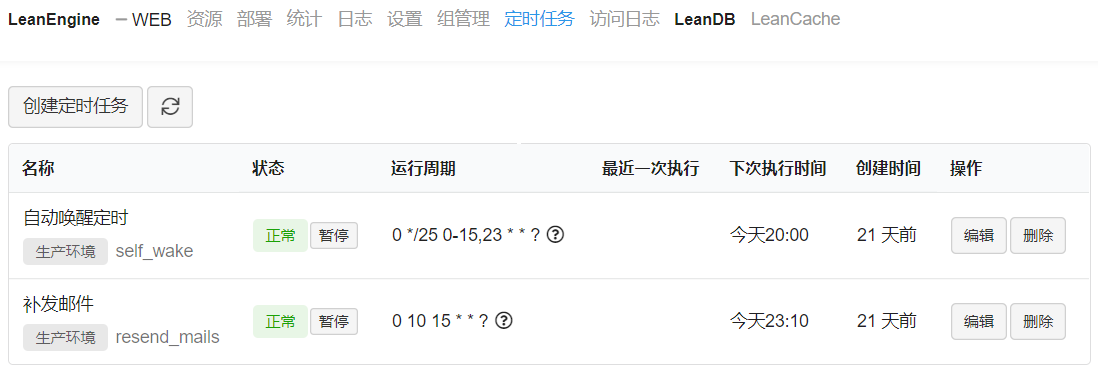 LeanEngine － WEB 资源 部署 统计 日志 设置 组管理 定时任务 访问日志 LeanDB LeanCache
创建定时任务
名称 状态 运行周期 最近一次执行 下次执行时间 创建时间 操作
自动唤醒定时
生产环境 self_wake 正常 暂停 0 */25 0-15,23 * * ? 今天20:00 21 天前 编辑 删除
补发邮件
生产环境 resend_mails 正常 暂停 0 10 15 * * ? 今天23:10 21 天前 编辑 删除